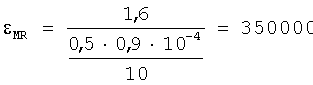 ε_MR = 1,6 / (0,5 · 0,9 · 10⁻⁴ / 10) = 350000